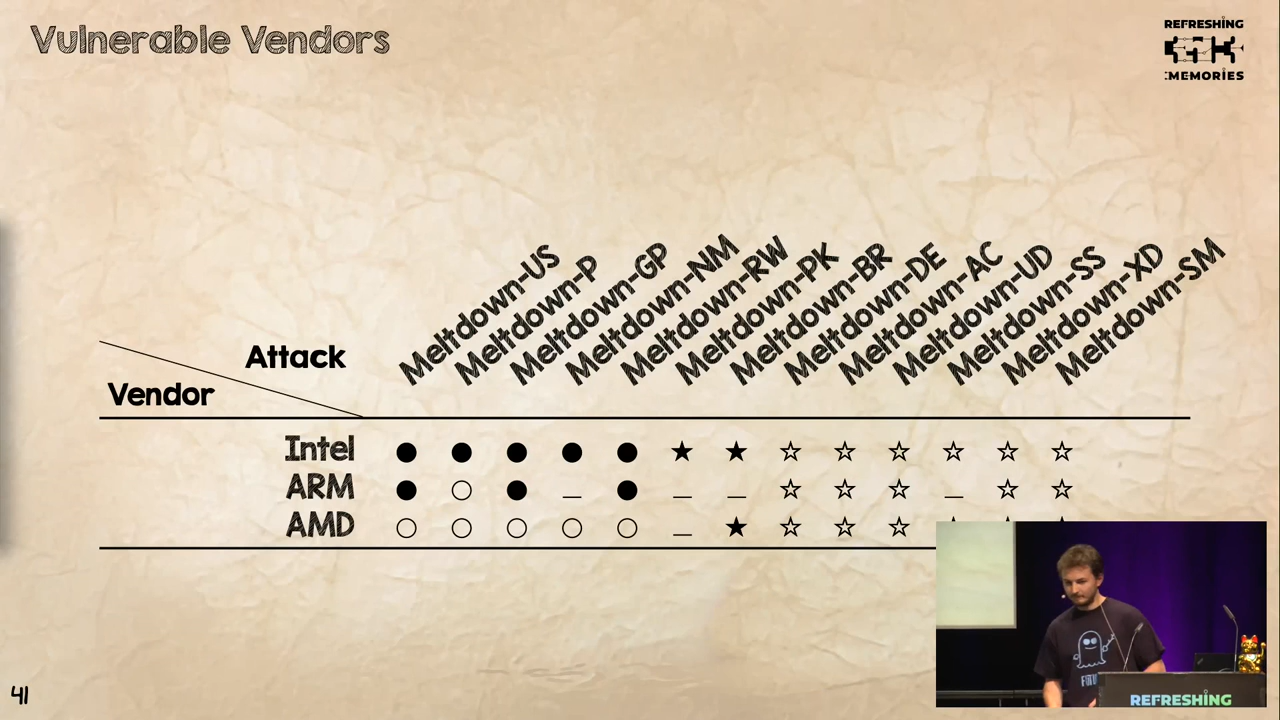 Vulnerable Vendors
REFRESHING
MEMORIES
Attack
Vendor
Meltdown-US
Meltdown-P
Meltdown-GP
Meltdown-NM
Meltdown-RW
Meltdown-PK
Meltdown-BR
Meltdown-DE
Meltdown-AC
Meltdown-UD
Meltdown-SS
Meltdown-XD
Meltdown-SM
Intel ● ● ● ● ● ★ ★ ☆ ☆ ☆ ☆ ☆ ☆
ARM ● ○ ● – ● – – ☆ ☆ ☆ – ☆ ☆
AMD ○ ○ ○ ○ ○ – ★ ☆ ☆ ☆
41
REFRESHING